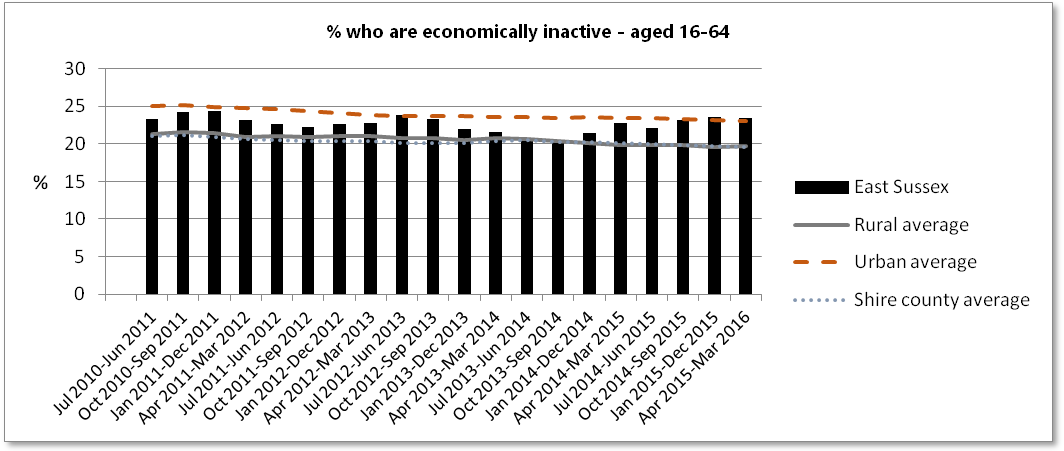 % who are economically inactive - aged 16-64
30
25
20
15
10
5
0
%
Jul 2010-Jun 2011
Oct 2010-Sep 2011
Jan 2011-Dec 2011
Apr 2011-Mar 2012
Jul 2011-Jun 2012
Oct 2011-Sep 2012
Jan 2012-Dec 2012
Apr 2012-Mar 2013
Jul 2012-Jun 2013
Oct 2012-Sep 2013
Jan 2013-Dec 2013
Apr 2013-Mar 2014
Jul 2013-Jun 2014
Oct 2013-Sep 2014
Jan 2014-Dec 2014
Apr 2014-Mar 2015
Jul 2014-Jun 2015
Oct 2014-Sep 2015
Jan 2015-Dec 2015
Apr 2015-Mar 2016
East Sussex
Rural average
Urban average
Shire county average